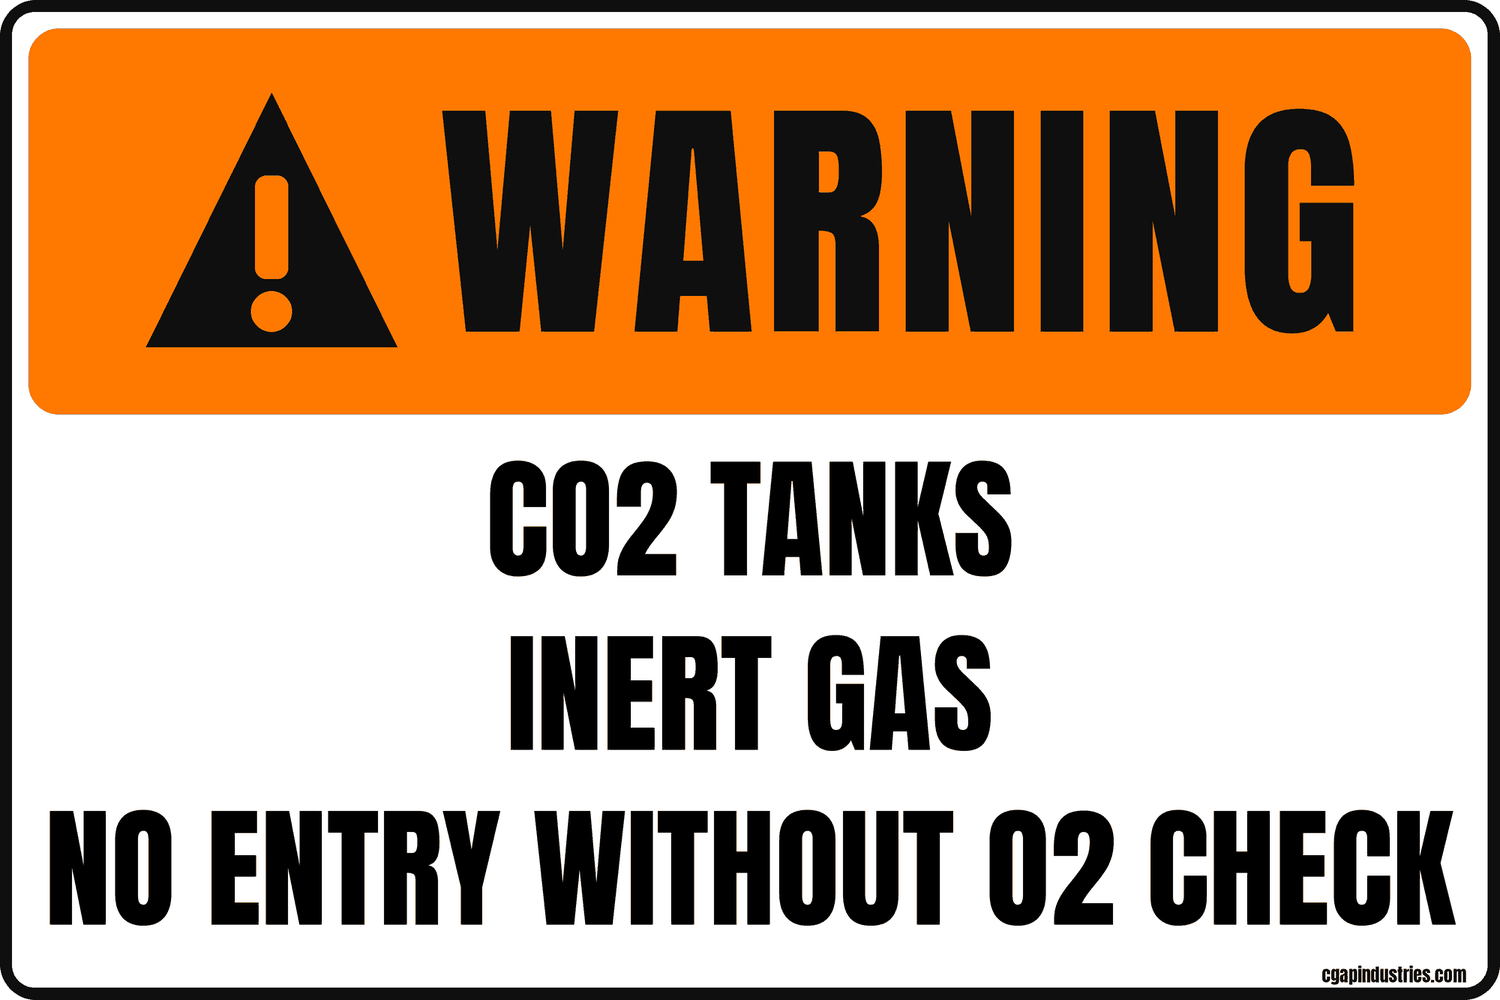 WARNING
CO2 TANKS
INERT GAS
NO ENTRY WITHOUT O2 CHECK
cgapindustries.com